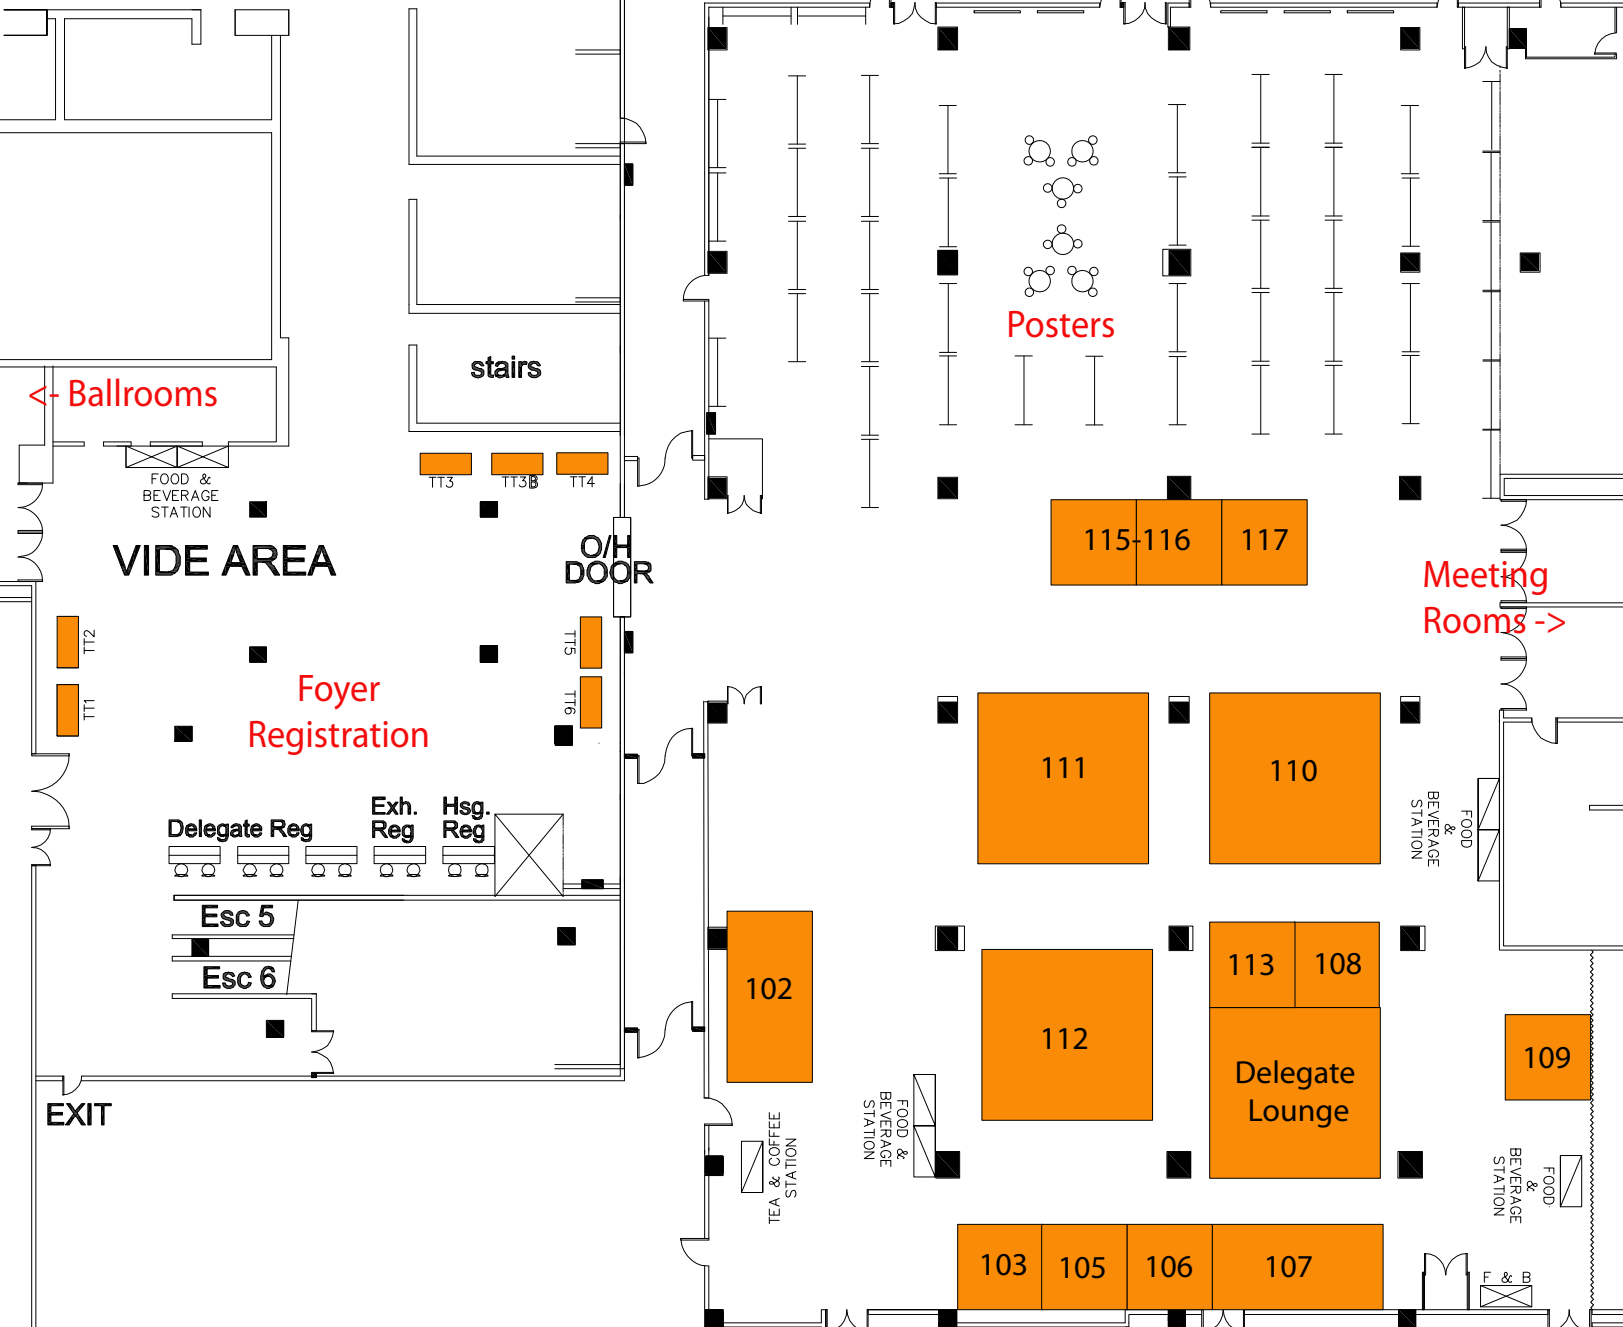 Posters
stairs
<- Ballrooms
FOOD &
BEVERAGE
STATION
TT3
TT3B
TT4
VIDE AREA
O/H
DOOR
115-116
117
Meeting
Rooms ->
TT2
TT1
TT5
TT6
Foyer
Registration
111
110
FOOD
&
BEVERAGE
STATION
Delegate Reg
Exh.
Reg
Hsg.
Reg
Esc 5
Esc 6
102
113
108
112
Delegate
Lounge
109
EXIT
TEA & COFFEE
STATION
FOOD &
BEVERAGE
STATION
FOOD
&
BEVERAGE
STATION
103
105
106
107
F & B